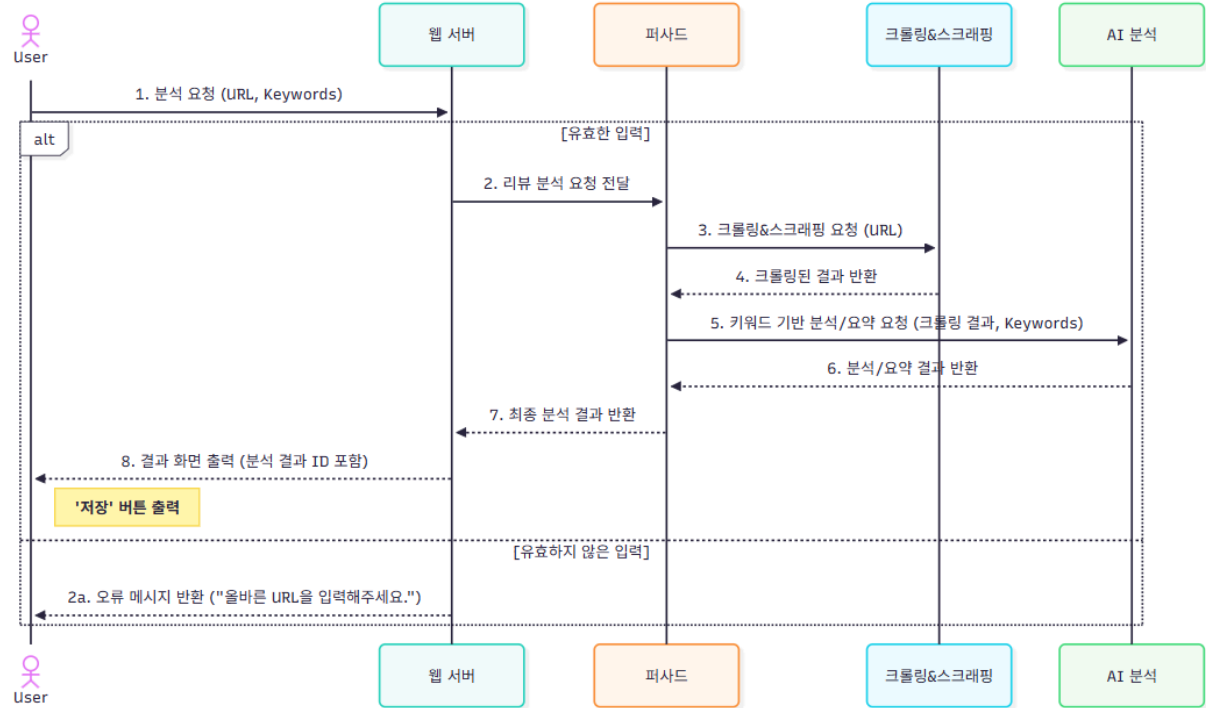 User
웹 서버
퍼사드
크롤링&스크래핑
AI 분석
1. 분석 요청 (URL, Keywords)
alt
[유효한 입력]
2. 리뷰 분석 요청 전달
3. 크롤링&스크래핑 요청 (URL)
4. 크롤링된 결과 반환
5. 키워드 기반 분석/요약 요청 (크롤링 결과, Keywords)
6. 분석/요약 결과 반환
7. 최종 분석 결과 반환
8. 결과 화면 출력 (분석 결과 ID 포함)
'저장' 버튼 출력
[유효하지 않은 입력]
2a. 오류 메시지 반환 ("올바른 URL을 입력해주세요.")
User
웹 서버
퍼사드
크롤링&스크래핑
AI 분석